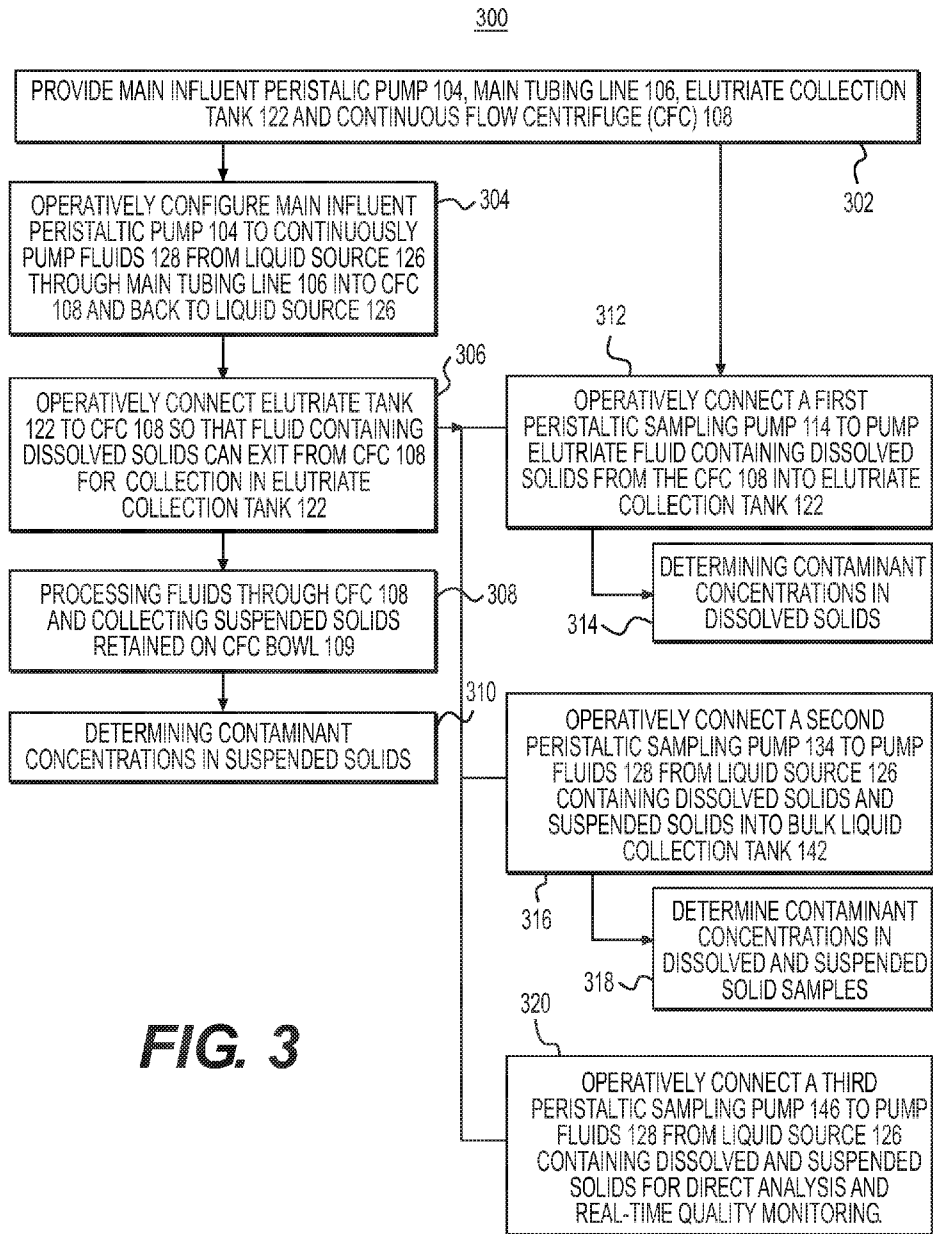 300
PROVIDE MAIN INFLUENT PERISTALIC PUMP 104, MAIN TUBING LINE 106, ELUTRIATE COLLECTION
TANK 122 AND CONTINUOUS FLOW CENTRIFUGE (CFC) 108
302
OPERATIVELY CONFIGURE MAIN INFLUENT
PERISTALTIC PUMP 104 TO CONTINUOUSLY
PUMP FLUIDS 128 FROM LIQUID SOURCE 126
THROUGH MAIN TUBING LINE 106 INTO CFC
108 AND BACK TO LIQUID SOURCE 126
304
OPERATIVELY CONNECT ELUTRIATE TANK
122 TO CFC 108 SO THAT FLUID CONTAINING
DISSOLVED SOLIDS CAN EXIT FROM CFC 108
FOR COLLECTION IN ELUTRIATE
COLLECTION TANK 122
306
PROCESSING FLUIDS THROUGH CFC 108
AND COLLECTING SUSPENDED SOLIDS
RETAINED ON CFC BOWL 109
308
DETERMINING CONTAMINANT
CONCENTRATIONS IN SUSPENDED SOLIDS
310
312
OPERATIVELY CONNECT A FIRST
PERISTALTIC SAMPLING PUMP 114 TO PUMP
ELUTRIATE FLUID CONTAINING DISSOLVED
SOLIDS FROM THE CFC 108 INTO ELUTRIATE
COLLECTION TANK 122
DETERMINING CONTAMINANT
CONCENTRATIONS IN
DISSOLVED SOLIDS
314
OPERATIVELY CONNECT A SECOND
PERISTALTIC SAMPLING PUMP 134 TO PUMP
FLUIDS 128 FROM LIQUID SOURCE 126
CONTAINING DISSOLVED SOLIDS AND
SUSPENDED SOLIDS INTO BULK LIQUID
COLLECTION TANK 142
316
DETERMINE CONTAMINANT
CONCENTRATIONS IN
DISSOLVED AND SUSPENDED
SOLID SAMPLES
318
320
OPERATIVELY CONNECT A THIRD
PERISTALTIC SAMPLING PUMP 146 TO PUMP
FLUIDS 128 FROM LIQUID SOURCE 126
CONTAINING DISSOLVED AND SUSPENDED
SOLIDS FOR DIRECT ANALYSIS AND
REAL-TIME QUALITY MONITORING.
FIG. 3